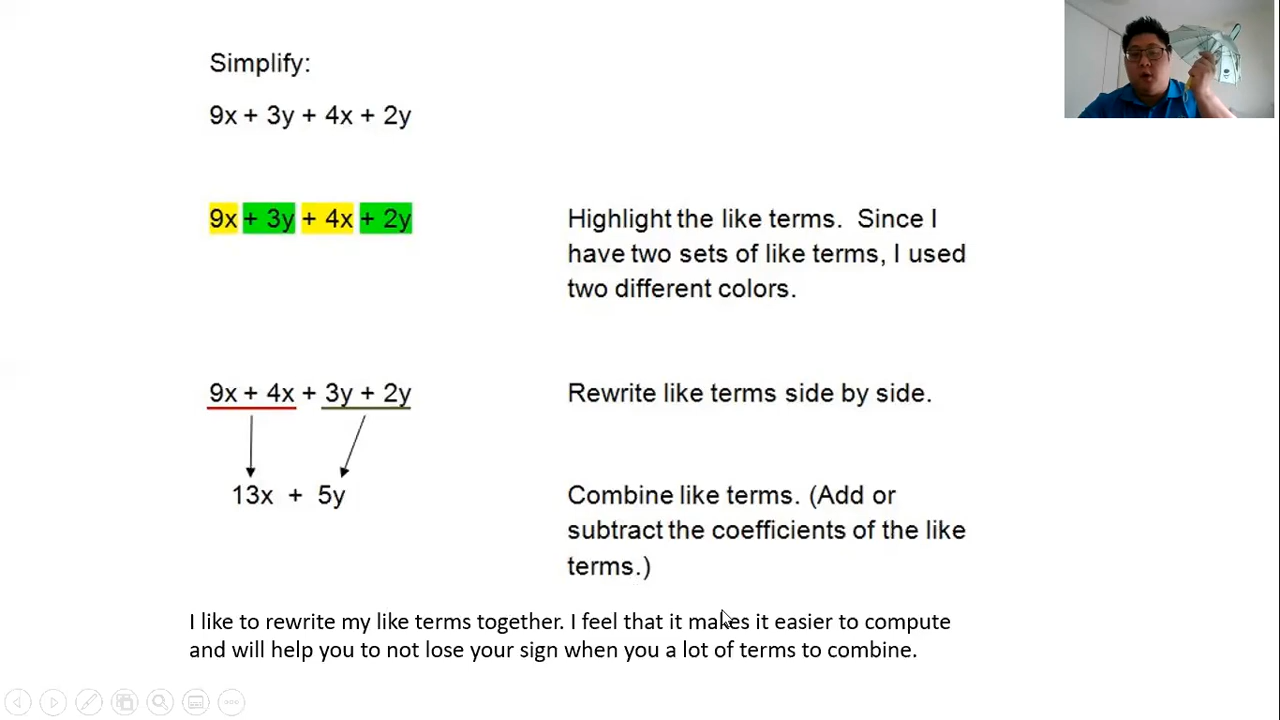 Simplify:
9x + 3y + 4x + 2y
9x + 3y + 4x + 2y
Highlight the like terms.  Since I
have two sets of like terms, I used
two different colors.
9x + 4x + 3y + 2y
Rewrite like terms side by side.
13x + 5y
Combine like terms. (Add or
subtract the coefficients of the like
terms.)
I like to rewrite my like terms together. I feel that it makes it easier to compute
and will help you to not lose your sign when you a lot of terms to combine.